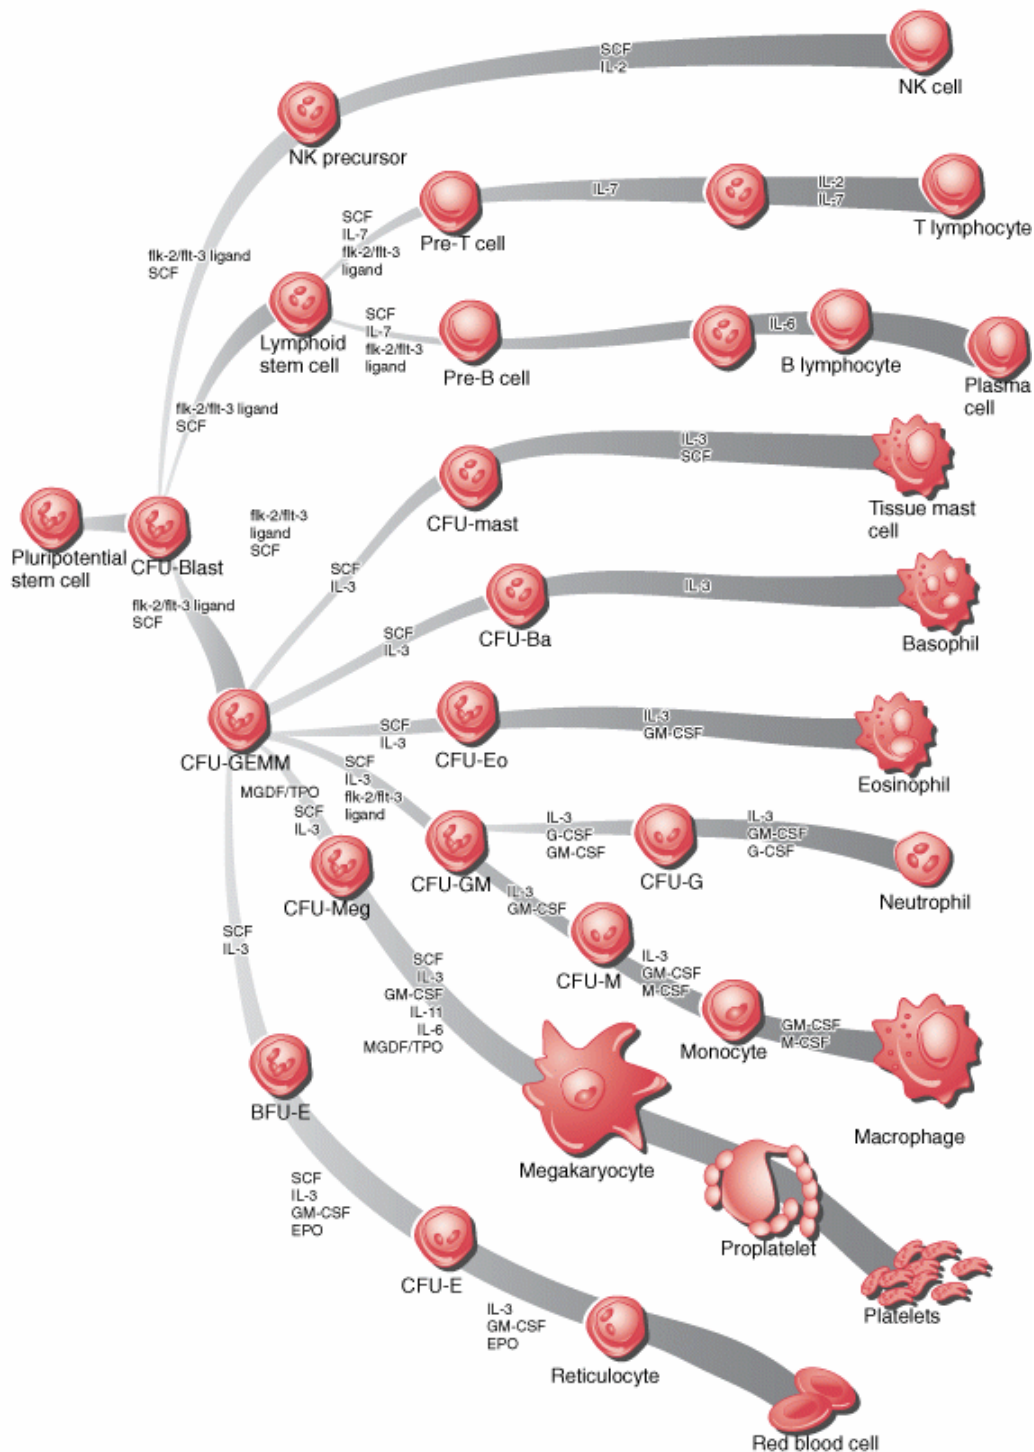 SCF
IL-2
NK cell
NK precursor
flk-2/flt-3 ligand
SCF
SCF
IL-7
flk-2/flt-3
ligand
Pre-T cell
IL-7
IL-2
IL-7
T lymphocyte
Lymphoid
stem cell
SCF
IL-7
flk-2/flt-3
ligand
Pre-B cell
IL-6
B lymphocyte
Plasma
cell
flk-2/flt-3 ligand
SCF
Pluripotential
stem cell
CFU-Blast
flk-2/flt-3
ligand
SCF
flk-2/flt-3 ligand
SCF
SCF
IL-3
CFU-mast
IL-3
SCF
Tissue mast
cell
SCF
IL-3
CFU-Ba
IL-3
Basophil
CFU-GEMM
SCF
IL-3
CFU-Eo
IL-3
GM-CSF
Eosinophil
SCF
IL-3
flk-2/flt-3
ligand
CFU-GM
IL-3
G-CSF
GM-CSF
CFU-G
IL-3
GM-CSF
G-CSF
Neutrophil
IL-3
GM-CSF
CFU-M
IL-3
GM-CSF
M-CSF
Monocyte
GM-CSF
M-CSF
Macrophage
MGDF/TPO
SCF
IL-3
CFU-Meg
SCF
IL-3
GM-CSF
IL-11
IL-6
MGDF/TPO
Megakaryocyte
Proplatelet
Platelets
SCF
IL-3
BFU-E
SCF
IL-3
GM-CSF
EPO
CFU-E
IL-3
GM-CSF
EPO
Reticulocyte
Red blood cell